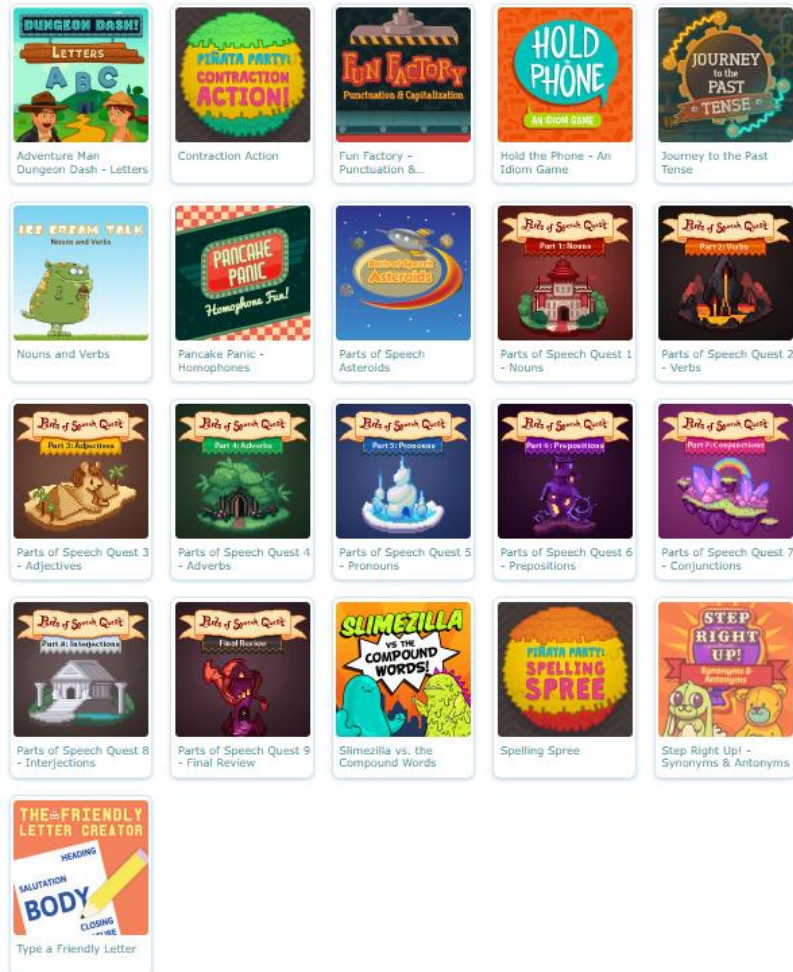 DUNGEON DASH!
LETTERS
A B C
Adventure Man
Dungeon Dash - Letters
PIÑATA PARTY:
CONTRACTION
ACTION!
Contraction Action
FUN FACTORY
Punctuation & Capitalization
Fun Factory -
Punctuation &...
HOLD
the
PHONE
AN IDIOM GAME
Hold the Phone - An
Idiom Game
JOURNEY
to the
PAST
TENSE
Journey to the Past
Tense
ICE CREAM TALK
Nouns and Verbs
Nouns and Verbs
PANCAKE
PANIC
Homophone Fun!
Pancake Panic -
Homophones
Parts of Speech
Asteroids
Parts of Speech
Asteroids
Parts of Speech Quest
Part 1: Nouns
Parts of Speech Quest 1
- Nouns
Parts of Speech Quest
Part 2: Verbs
Parts of Speech Quest 2
- Verbs
Parts of Speech Quest
Part 3: Adjectives
Parts of Speech Quest 3
- Adjectives
Parts of Speech Quest
Part 4: Adverbs
Parts of Speech Quest 4
- Adverbs
Parts of Speech Quest
Part 5: Pronouns
Parts of Speech Quest 5
- Pronouns
Parts of Speech Quest
Part 6: Prepositions
Parts of Speech Quest 6
- Prepositions
Parts of Speech Quest
Part 7: Conjunctions
Parts of Speech Quest 7
- Conjunctions
Parts of Speech Quest
Part 8: Interjections
Parts of Speech Quest 8
- Interjections
Parts of Speech Quest
Final Review
Parts of Speech Quest 9
- Final Review
SLIMEZILLA
VS THE
COMPOUND
WORDS!
Slimezilla vs. the
Compound Words
PIÑATA PARTY:
SPELLING
SPREE
Spelling Spree
STEP
RIGHT
UP!
Synonyms &
Antonyms
Step Right Up! -
Synonyms & Antonyms
THE FRIENDLY
LETTER CREATOR
HEADING
SALUTATION
BODY
CLOSING
Type a Friendly Letter